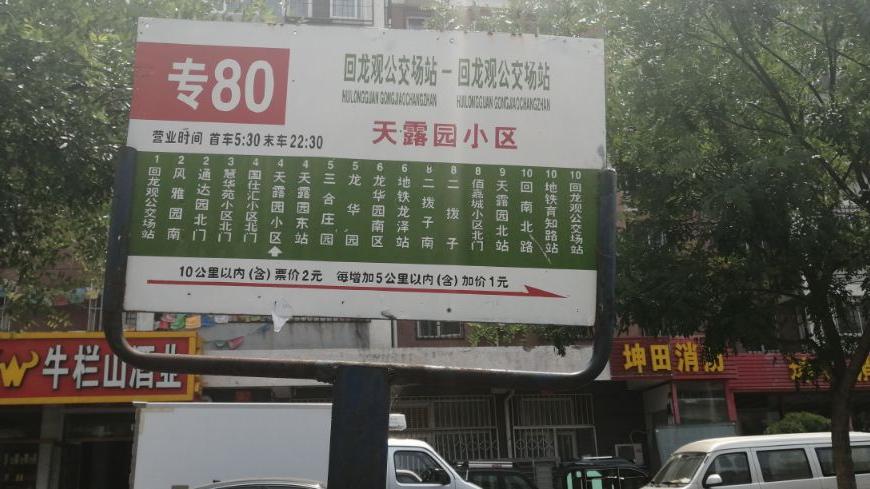 专80
回龙观公交场站－回龙观公交场站
HUILONGGUAN GONGJIAOCHANGZHAN HUILONGGUAN GONGJIAOCHANGZHAN
天露园小区
营业时间 首车5:30 末车22:30
1 回龙观公交场站
2 风雅园南
2 通达园北门
3 慧华苑小区北门
4 国仕汇小区北门
4 天露园小区
4 天露园东站
5 三合庄园
5 龙华园
6 龙华园南区
6 地铁龙泽站
8 二拨子南
8 二拨子
8 佰嘉城小区北门
9 天露园北站
10 回南北路
10 地铁育知路站
10 回龙观公交场站
10公里以内(含)票价2元 每增加5公里以内(含)加价1元
牛栏山酒业
坤田消防